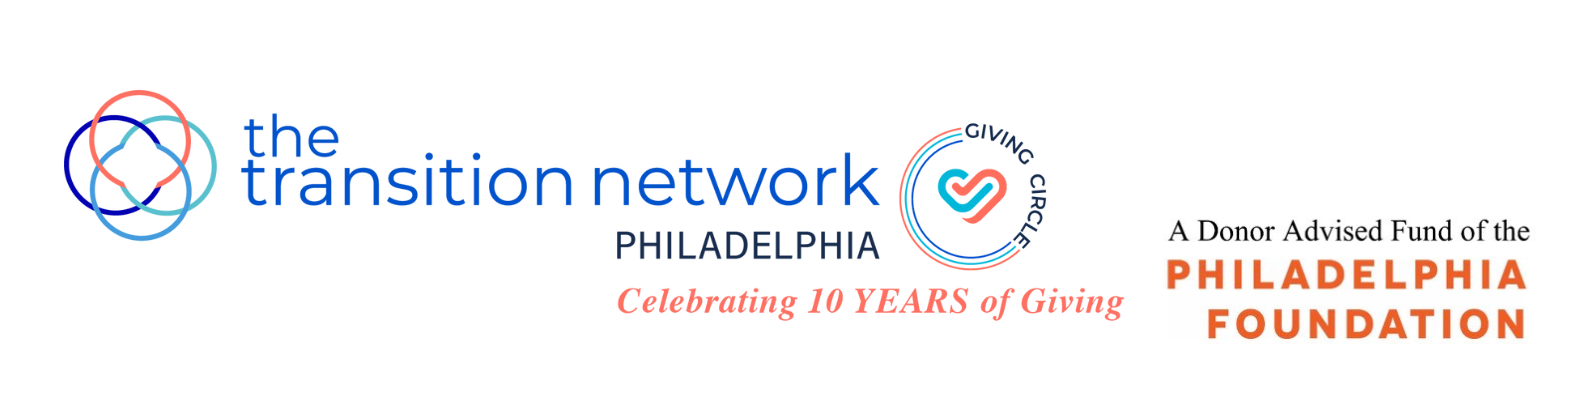 the
transition network
PHILADELPHIA
GIVING CIRCLE
Celebrating 10 YEARS of Giving
A Donor Advised Fund of the
PHILADELPHIA
FOUNDATION